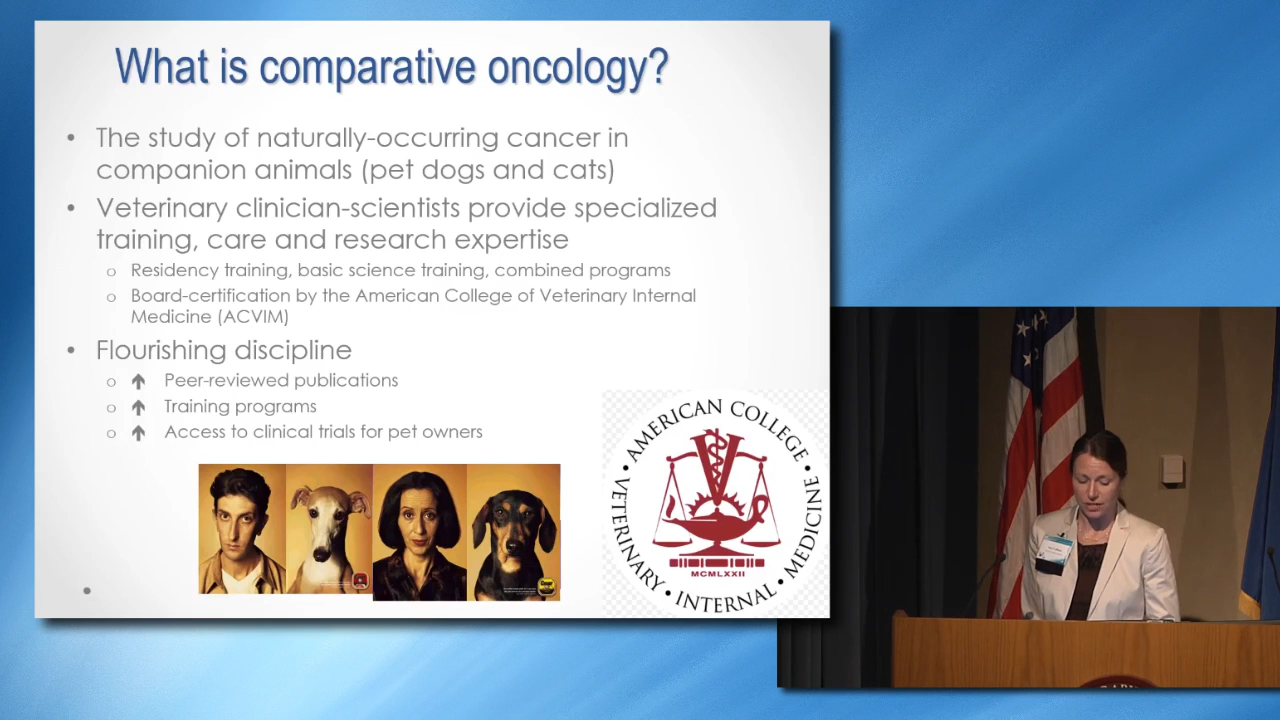 What is comparative oncology?
• The study of naturally-occurring cancer in
companion animals (pet dogs and cats)
• Veterinary clinician-scientists provide specialized
training, care and research expertise
o Residency training, basic science training, combined programs
o Board-certification by the American College of Veterinary Internal
Medicine (ACVIM)
• Flourishing discipline
o ↑ Peer-reviewed publications
o ↑ Training programs
o ↑ Access to clinical trials for pet owners
• AMERICAN COLLEGE • VETERINARY • INTERNAL • MEDICINE
MCMLXXII